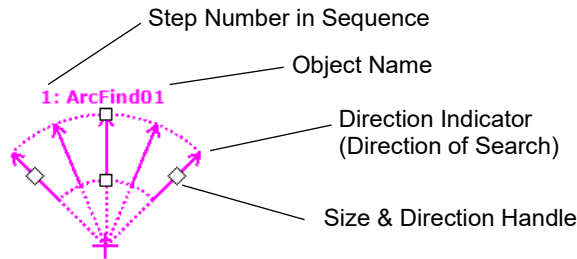 Step Number in Sequence
Object Name
1: ArcFind01
Direction Indicator
(Direction of Search)
Size & Direction Handle